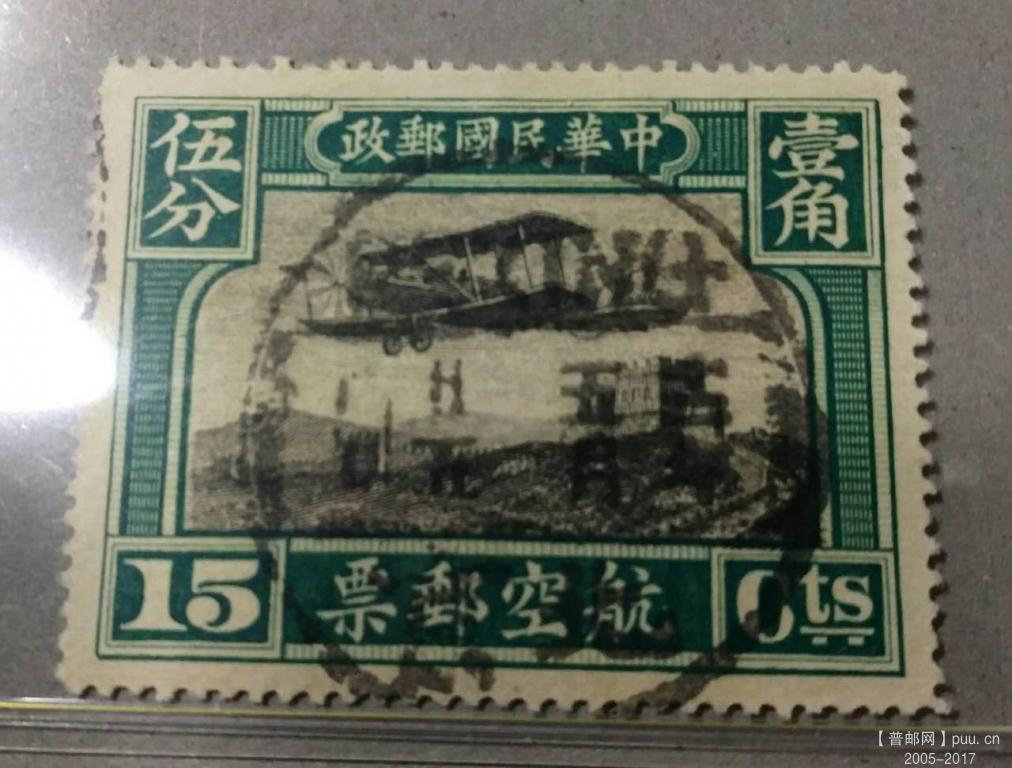 中華民國郵政
壹角
伍分
航空郵票
15
cts
【普邮网】puu.cn
2005-2017